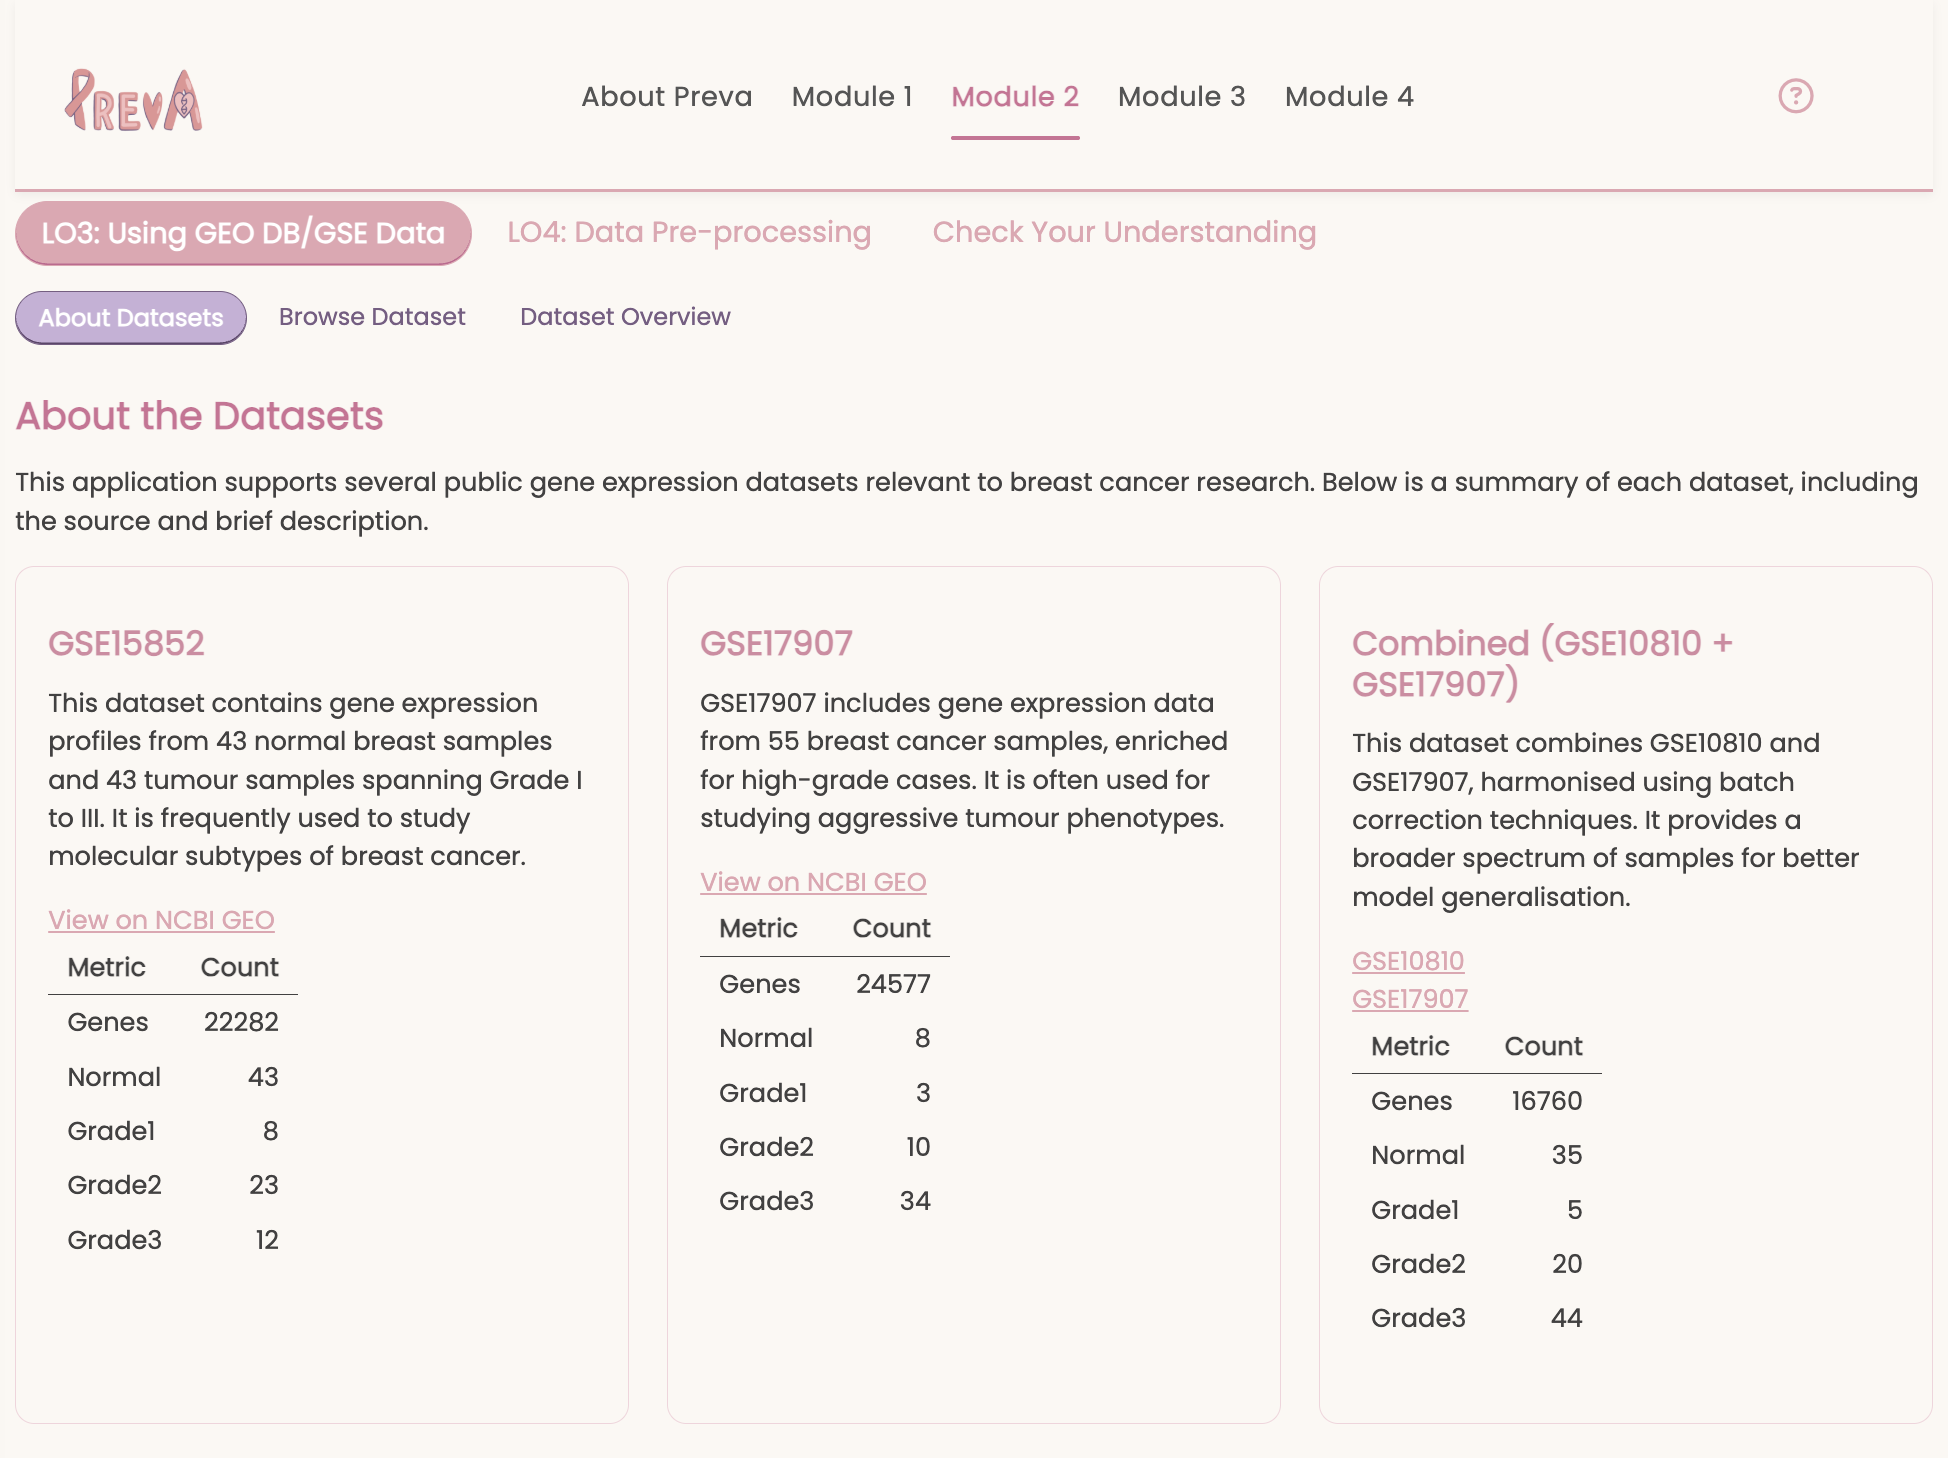 PREVA
About Preva Module 1 Module 2 Module 3 Module 4
?
LO3: Using GEO DB/GSE Data LO4: Data Pre-processing Check Your Understanding
About Datasets Browse Dataset Dataset Overview
About the Datasets
This application supports several public gene expression datasets relevant to breast cancer research. Below is a summary of each dataset, including
the source and brief description.
GSE15852
This dataset contains gene expression
profiles from 43 normal breast samples
and 43 tumour samples spanning Grade I
to III. It is frequently used to study
molecular subtypes of breast cancer.
View on NCBI GEO
Metric Count
Genes 22282
Normal 43
Grade1 8
Grade2 23
Grade3 12
GSE17907
GSE17907 includes gene expression data
from 55 breast cancer samples, enriched
for high-grade cases. It is often used for
studying aggressive tumour phenotypes.
View on NCBI GEO
Metric Count
Genes 24577
Normal 8
Grade1 3
Grade2 10
Grade3 34
Combined (GSE10810 +
GSE17907)
This dataset combines GSE10810 and
GSE17907, harmonised using batch
correction techniques. It provides a
broader spectrum of samples for better
model generalisation.
GSE10810
GSE17907
Metric Count
Genes 16760
Normal 35
Grade1 5
Grade2 20
Grade3 44